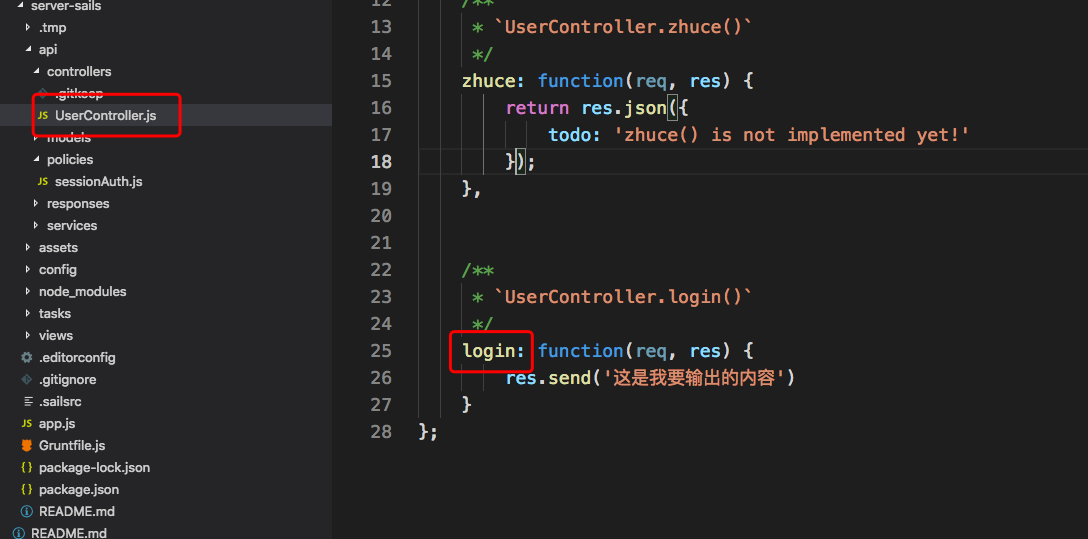 server-sails
.tmp
api
controllers
.gitkeep
JS UserController.js
models
policies
JS sessionAuth.js
responses
services
assets
config
node_modules
tasks
views
.editorconfig
.gitignore
.sailsrc
JS app.js
Gruntfile.js
{} package-lock.json
{} package.json
README.md
README.md
12 /**
13 * `UserController.zhuce()`
14 */
15 zhuce: function(req, res) {
16 return res.json({
17 todo: 'zhuce() is not implemented yet!'
18 });
19 },
20
21
22 /**
23 * `UserController.login()`
24 */
25 login: function(req, res) {
26 res.send('这是我要输出的内容')
27 }
28 };